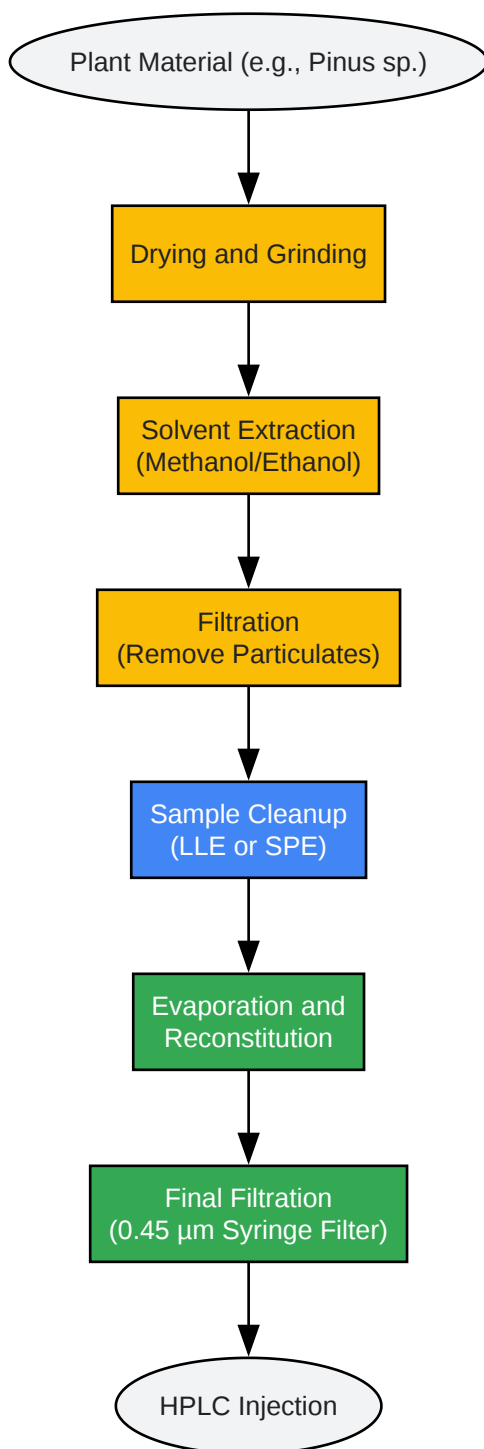 Plant Material (e.g., Pinus sp.)
Drying and Grinding
Solvent Extraction
(Methanol/Ethanol)
Filtration
(Remove Particulates)
Sample Cleanup
(LLE or SPE)
Evaporation and
Reconstitution
Final Filtration
(0.45 µm Syringe Filter)
HPLC Injection